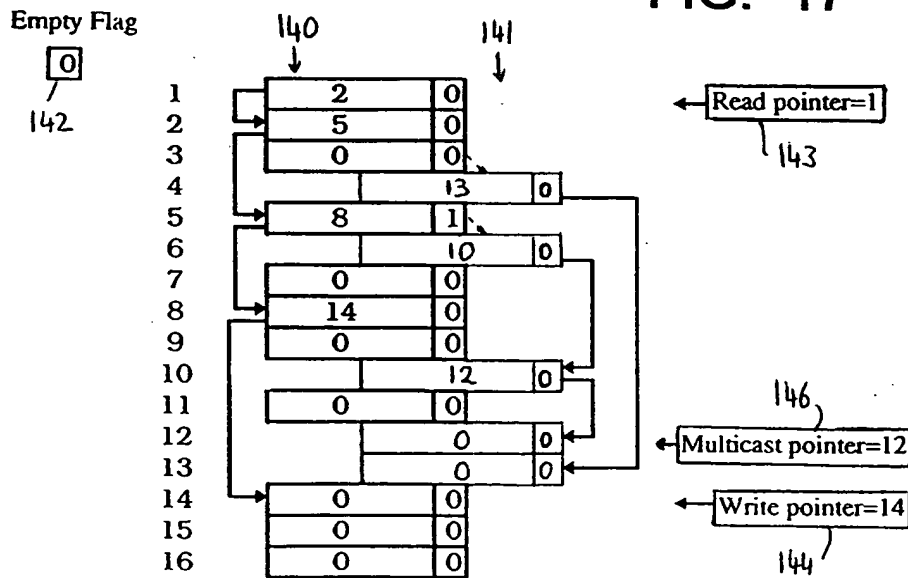 FIG. 17
Empty Flag
0
142
140
141
1 2 0
2 5 0
3 0 0
4 13 0
5 8 1
6 10 0
7 0 0
8 14 0
9 0 0
10 12 0
11 0 0
12 0 0
13 0 0
14 0 0
15 0 0
16 0 0
Read pointer=1
143
146
Multicast pointer=12
Write pointer=14
144